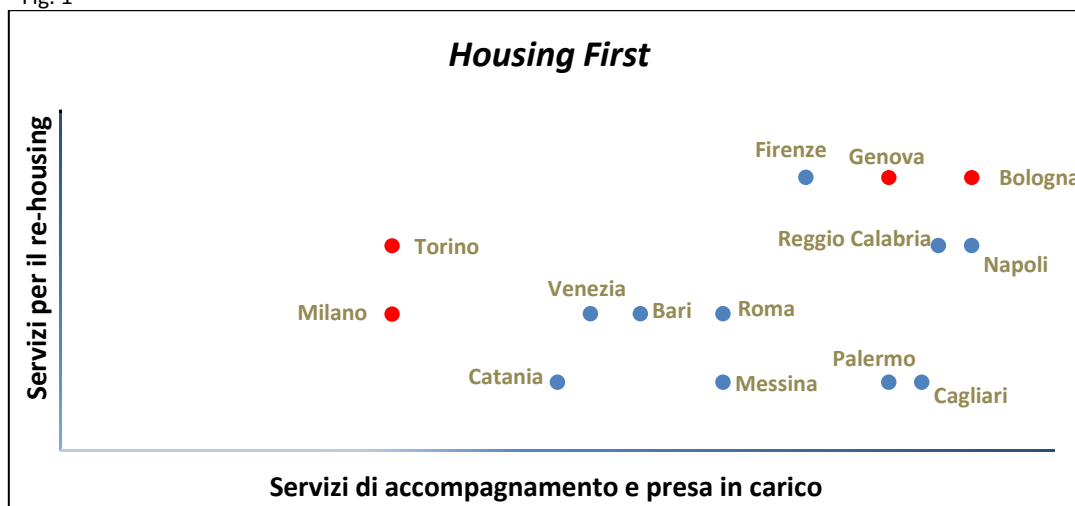 Fig. 1
Housing First
Servizi per il re-housing
Firenze
Genova
Bologna
Torino
Reggio Calabria
Napoli
Venezia
Milano
Bari
Roma
Catania
Messina
Palermo
Cagliari
Servizi di accompagnamento e presa in carico